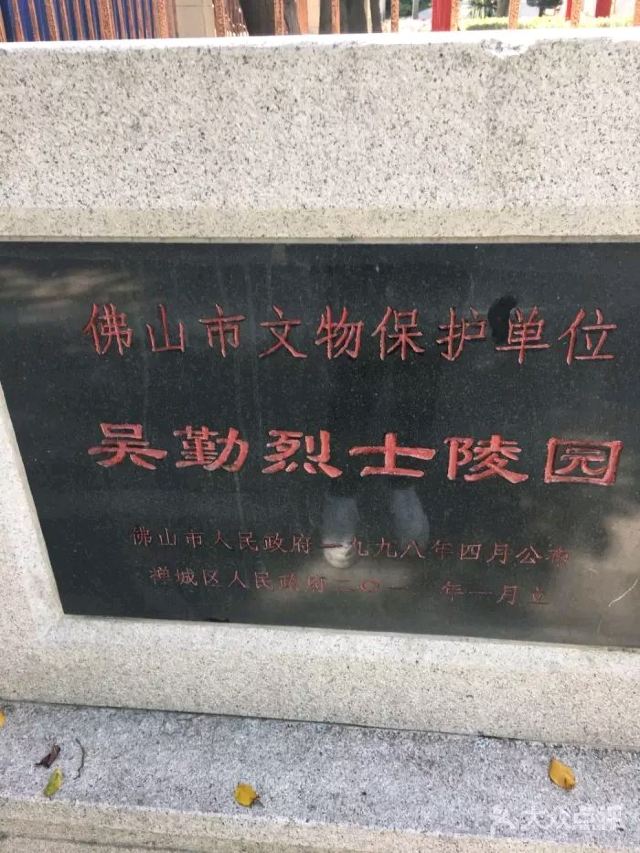 佛山市文物保护单位
吴勤烈士陵园
佛山市人民政府一九九八年四月公布
禅城区人民政府二〇一 年一月立
大众点评